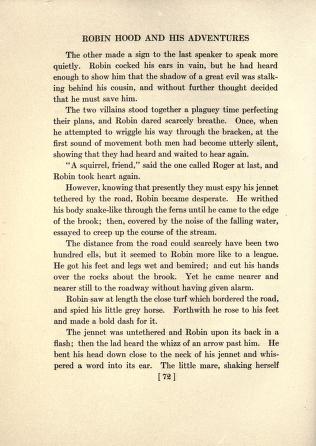 ROBIN HOOD AND HIS ADVENTURES
The other made a sign to the last speaker to speak more
quietly. Robin cocked his ears in vain, but he had heard
enough to show him that the shadow of a great evil was stalk-
ing behind his cousin, and without further thought decided
that he must save him.
The two villains stood together a plaguey time perfecting
their plans, and Robin dared scarcely breathe. Once, when
he attempted to wriggle his way through the bracken, at the
first sound of movement both men had become utterly silent,
showing that they had heard and waited to hear again.
"A squirrel, friend," said the one called Roger at last, and
Robin took heart again.
However, knowing that presently they must espy his jennet
tethered by the road, Robin became desperate. He writhed
his body snake-like through the ferns until he came to the edge
of the brook; then, covered by the noise of the falling water,
essayed to creep up the course of the stream.
The distance from the road could scarcely have been two
hundred ells, but it seemed to Robin more like to a league.
He got his feet and legs wet and bemired; and cut his hands
over the rocks about the brook. Yet he came nearer and
nearer still to the roadway without having given alarm.
Robin saw at length the close turf which bordered the road,
and spied his little grey horse. Forthwith he rose to his feet
and made a bold dash for it.
The jennet was untethered and Robin upon its back in a
flash; then the lad heard the whizz of an arrow past him. He
bent his head down close to the neck of his jennet and whis-
pered a word into its ear. The little mare, shaking herself
[72]